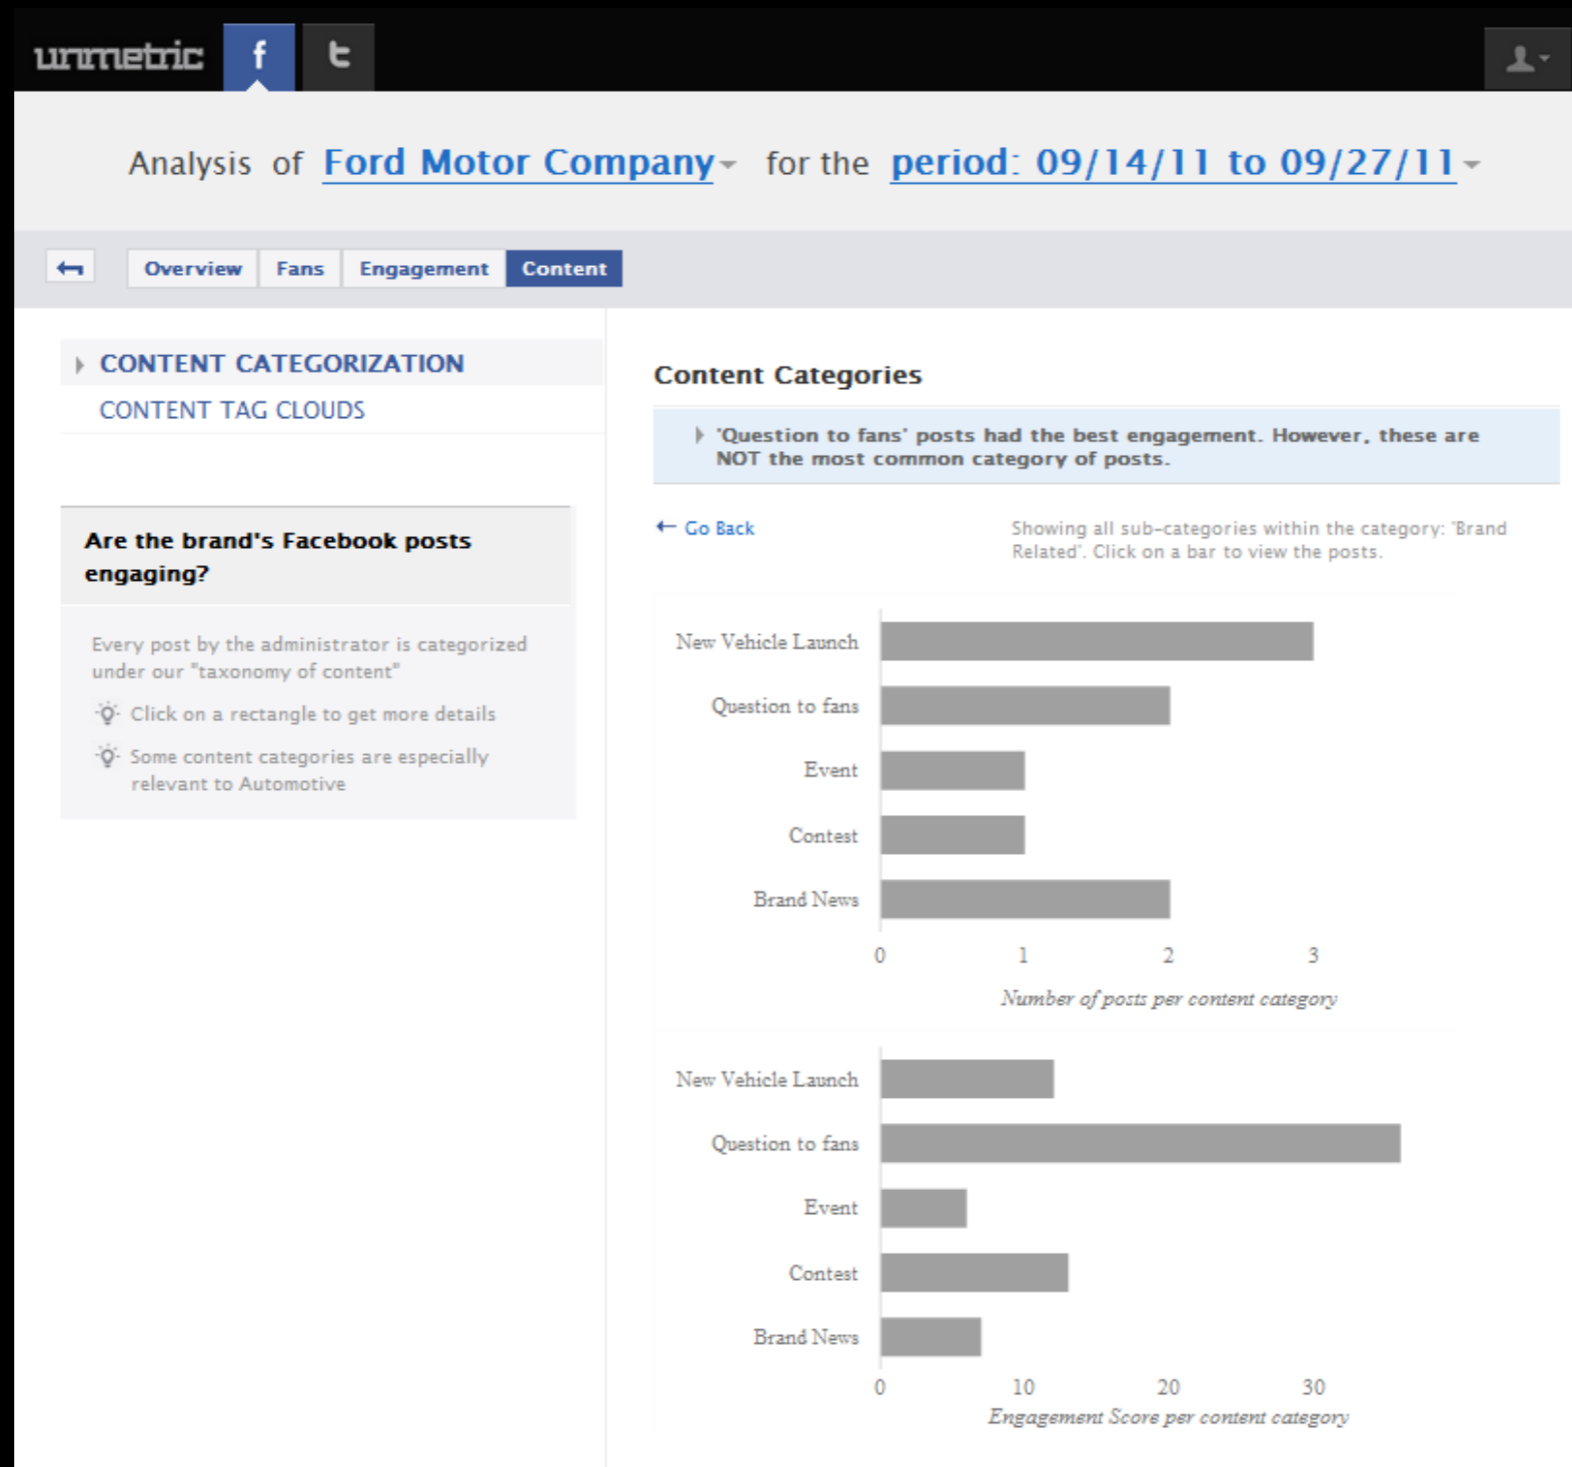 unmetric f t
Analysis of Ford Motor Company for the period: 09/14/11 to 09/27/11
Overview Fans Engagement Content
CONTENT CATEGORIZATION
CONTENT TAG CLOUDS
Are the brand's Facebook posts
engaging?
Every post by the administrator is categorized
under our "taxonomy of content"
Click on a rectangle to get more details
Some content categories are especially
relevant to Automotive
Content Categories
'Question to fans' posts had the best engagement. However, these are
NOT the most common category of posts.
← Go Back
Showing all sub-categories within the category: 'Brand
Related'. Click on a bar to view the posts.
New Vehicle Launch
Question to fans
Event
Contest
Brand News
0 1 2 3
Number of posts per content category
New Vehicle Launch
Question to fans
Event
Contest
Brand News
0 10 20 30
Engagement Score per content category